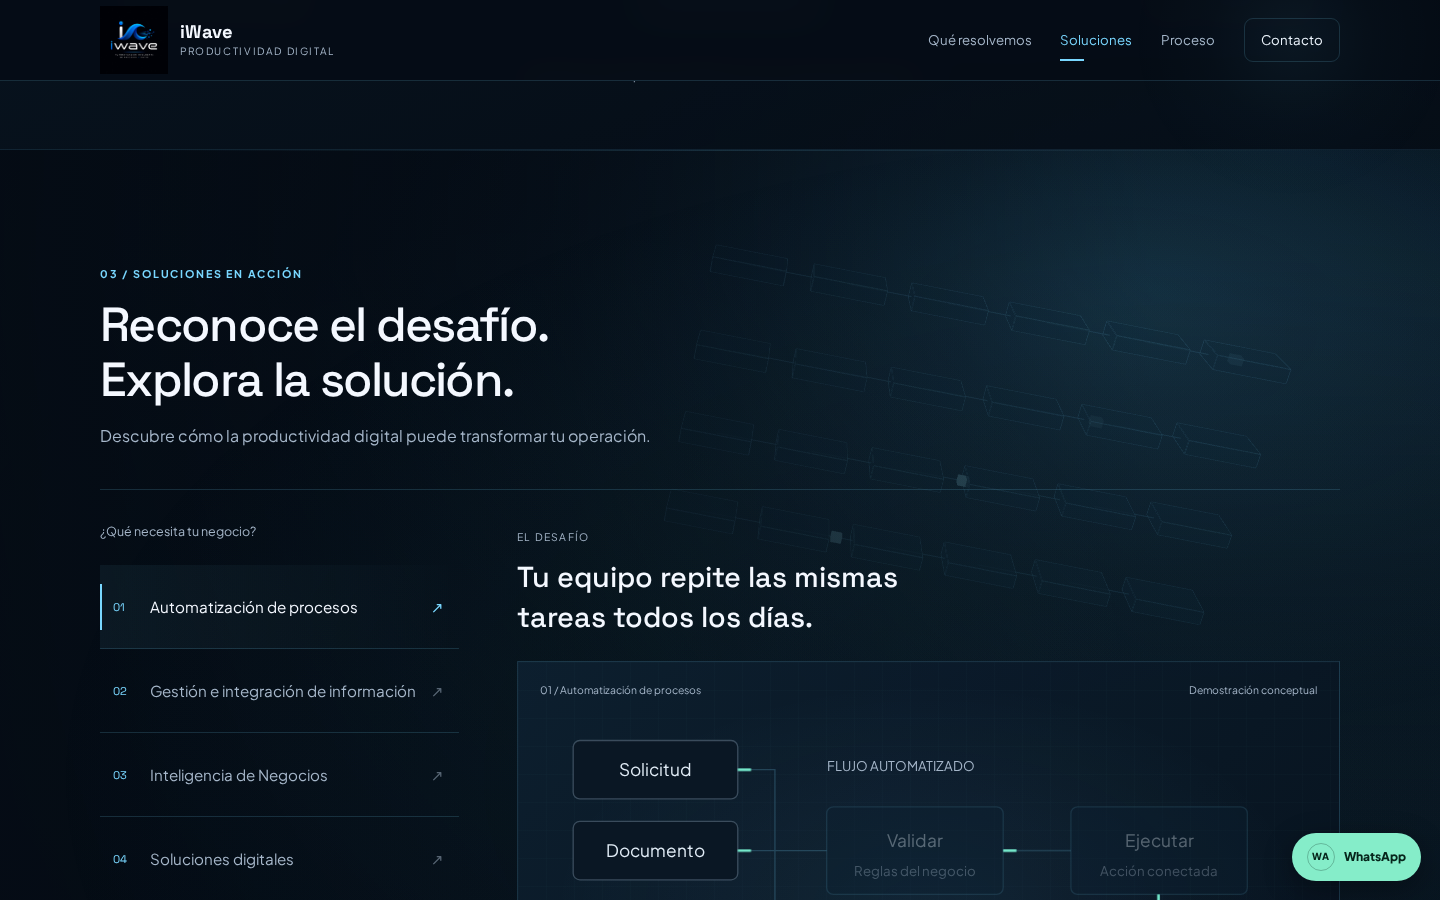 iwave
iWave
PRODUCTIVIDAD DIGITAL
Qué resolvemos
Soluciones
Proceso
Contacto
03 / SOLUCIONES EN ACCIÓN
Reconoce el desafío.
Explora la solución.
Descubre cómo la productividad digital puede transformar tu operación.
¿Qué necesita tu negocio?
01 Automatización de procesos ↗
02 Gestión e integración de información ↗
03 Inteligencia de Negocios ↗
04 Soluciones digitales ↗
EL DESAFÍO
Tu equipo repite las mismas
tareas todos los días.
01 / Automatización de procesos
Demostración conceptual
Solicitud
Documento
FLUJO AUTOMATIZADO
Validar
Reglas del negocio
Ejecutar
Acción conectada
WA WhatsApp